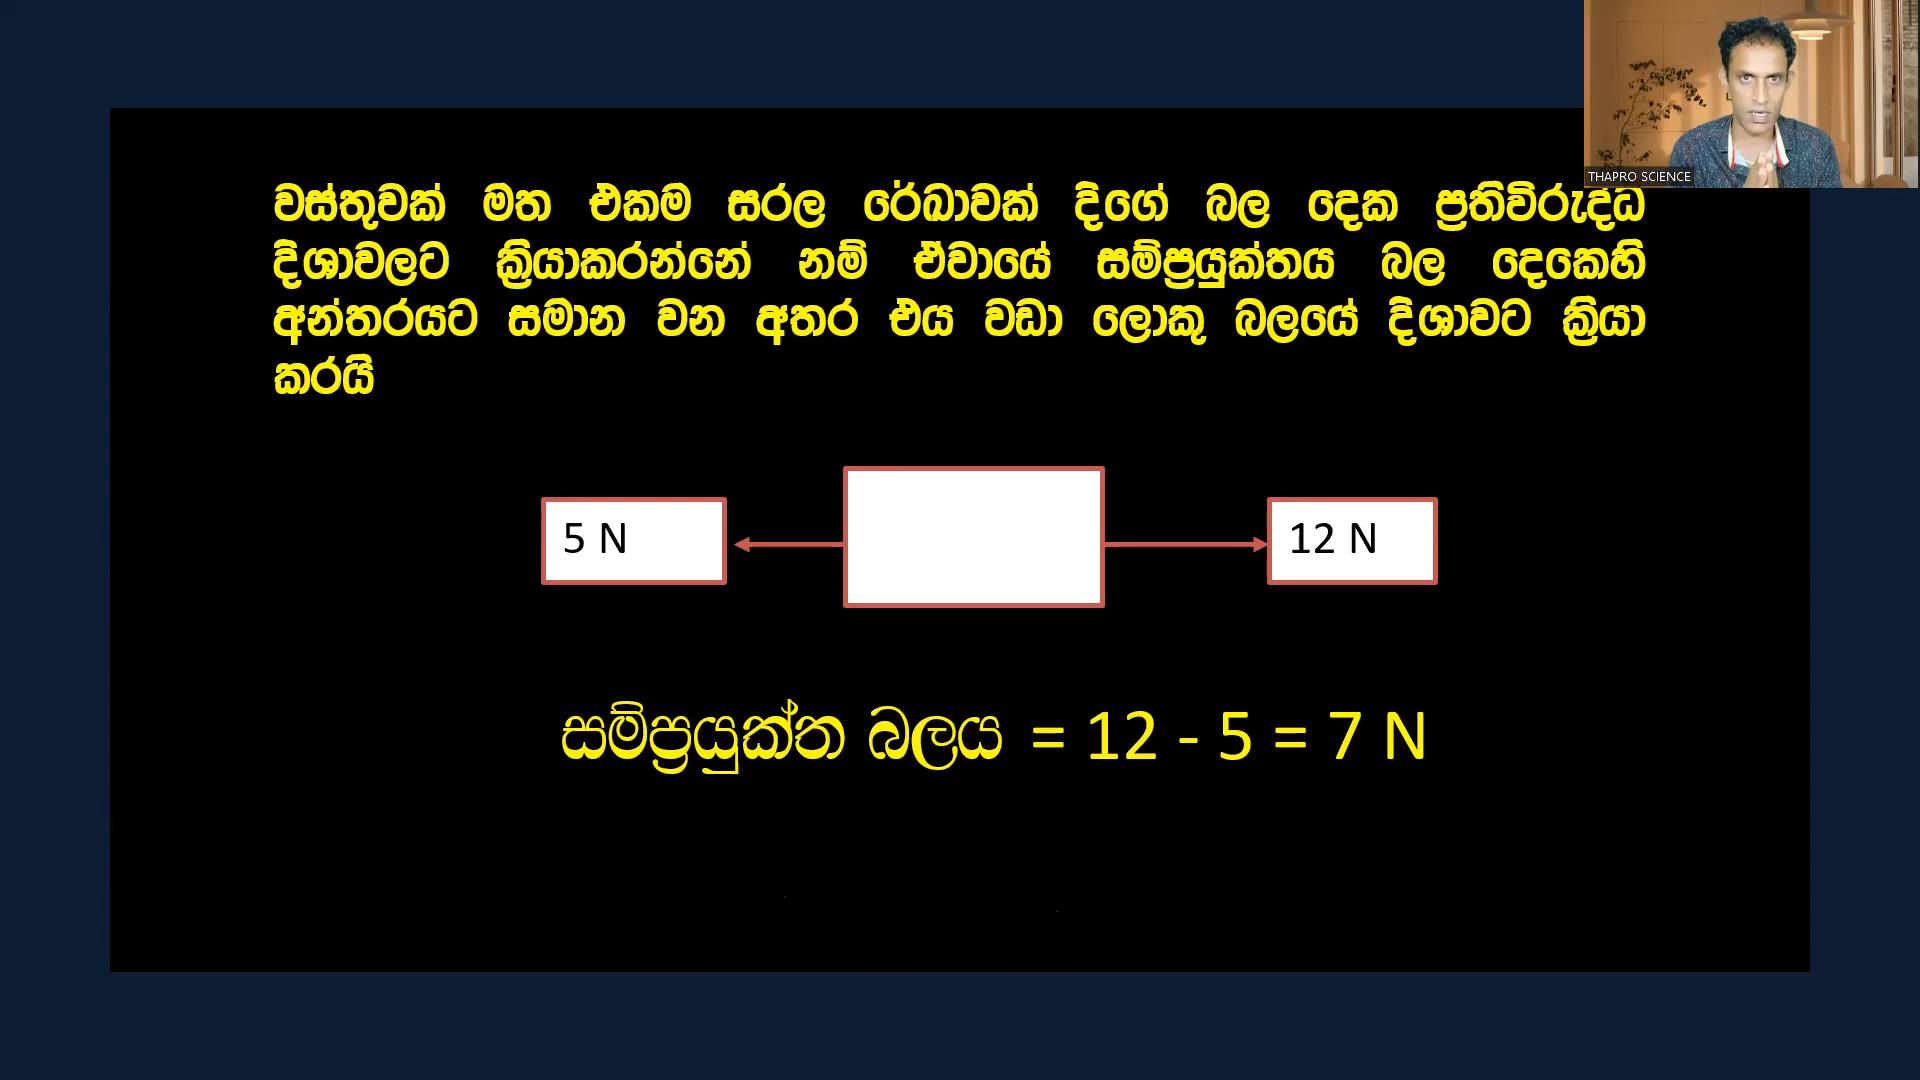 THAPRO SCIENCE
වස්තුවක් මත එකම සරල රේඛාවක් දිගේ බල දෙක ප්‍රතිවිරුද්ධ
දිශාවලට ක්‍රියාකරන්නේ නම් ඒවායේ සම්ප්‍රයුක්තය බල දෙකෙහි
අන්තරයට සමාන වන අතර එය වඩා ලොකු බලයේ දිශාවට ක්‍රියා
කරයි
5 N
12 N
සම්ප්‍රයුක්ත බලය = 12 - 5 = 7 N